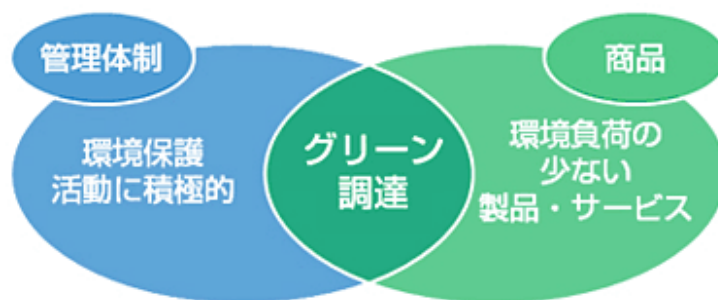 管理体制
環境保護
活動に積極的
グリーン
調達
商品
環境負荷の
少ない
製品・サービス